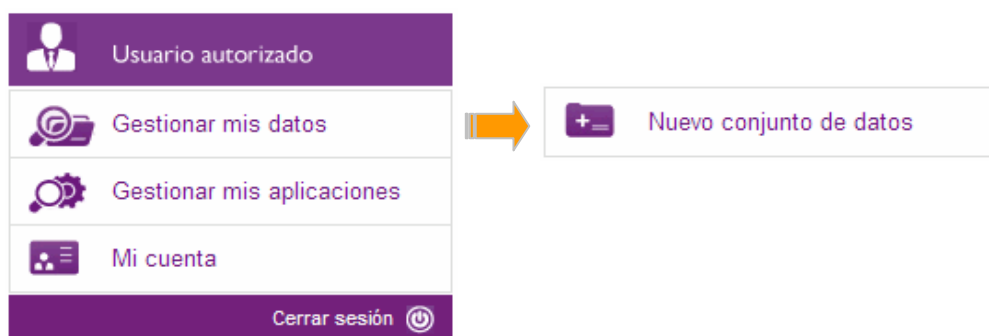 Usuario autorizado
Gestionar mis datos
Nuevo conjunto de datos
Gestionar mis aplicaciones
Mi cuenta
Cerrar sesión